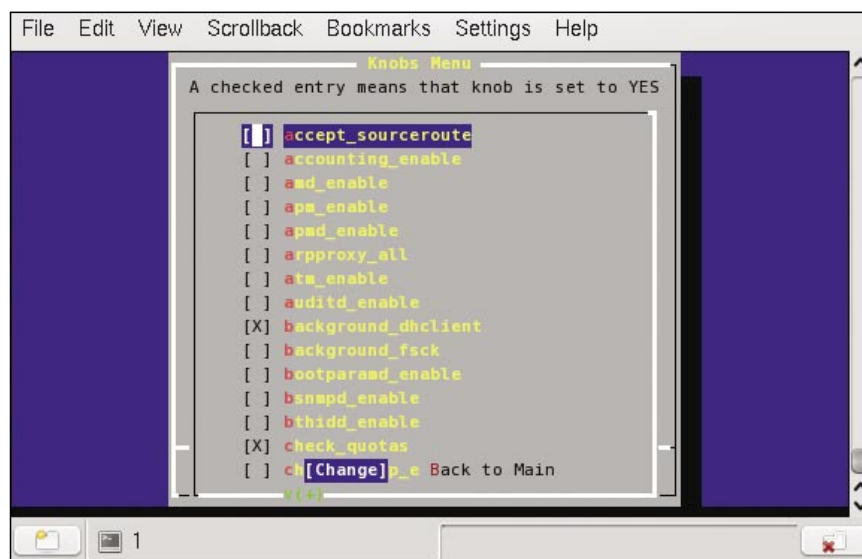 File Edit View Scrollback Bookmarks Settings Help
Knobs Menu
A checked entry means that knob is set to YES
[ ] accept_sourceroute
[ ] accounting_enable
[ ] amd_enable
[ ] apm_enable
[ ] apmd_enable
[ ] arpproxy_all
[ ] atm_enable
[ ] auditd_enable
[X] background_dhclient
[ ] background_fsck
[ ] bootparamd_enable
[ ] bsnmpd_enable
[ ] bthidd_enable
[X] check_quotas
[ ] ch[Change]p_e Back to Main
v(+)
1